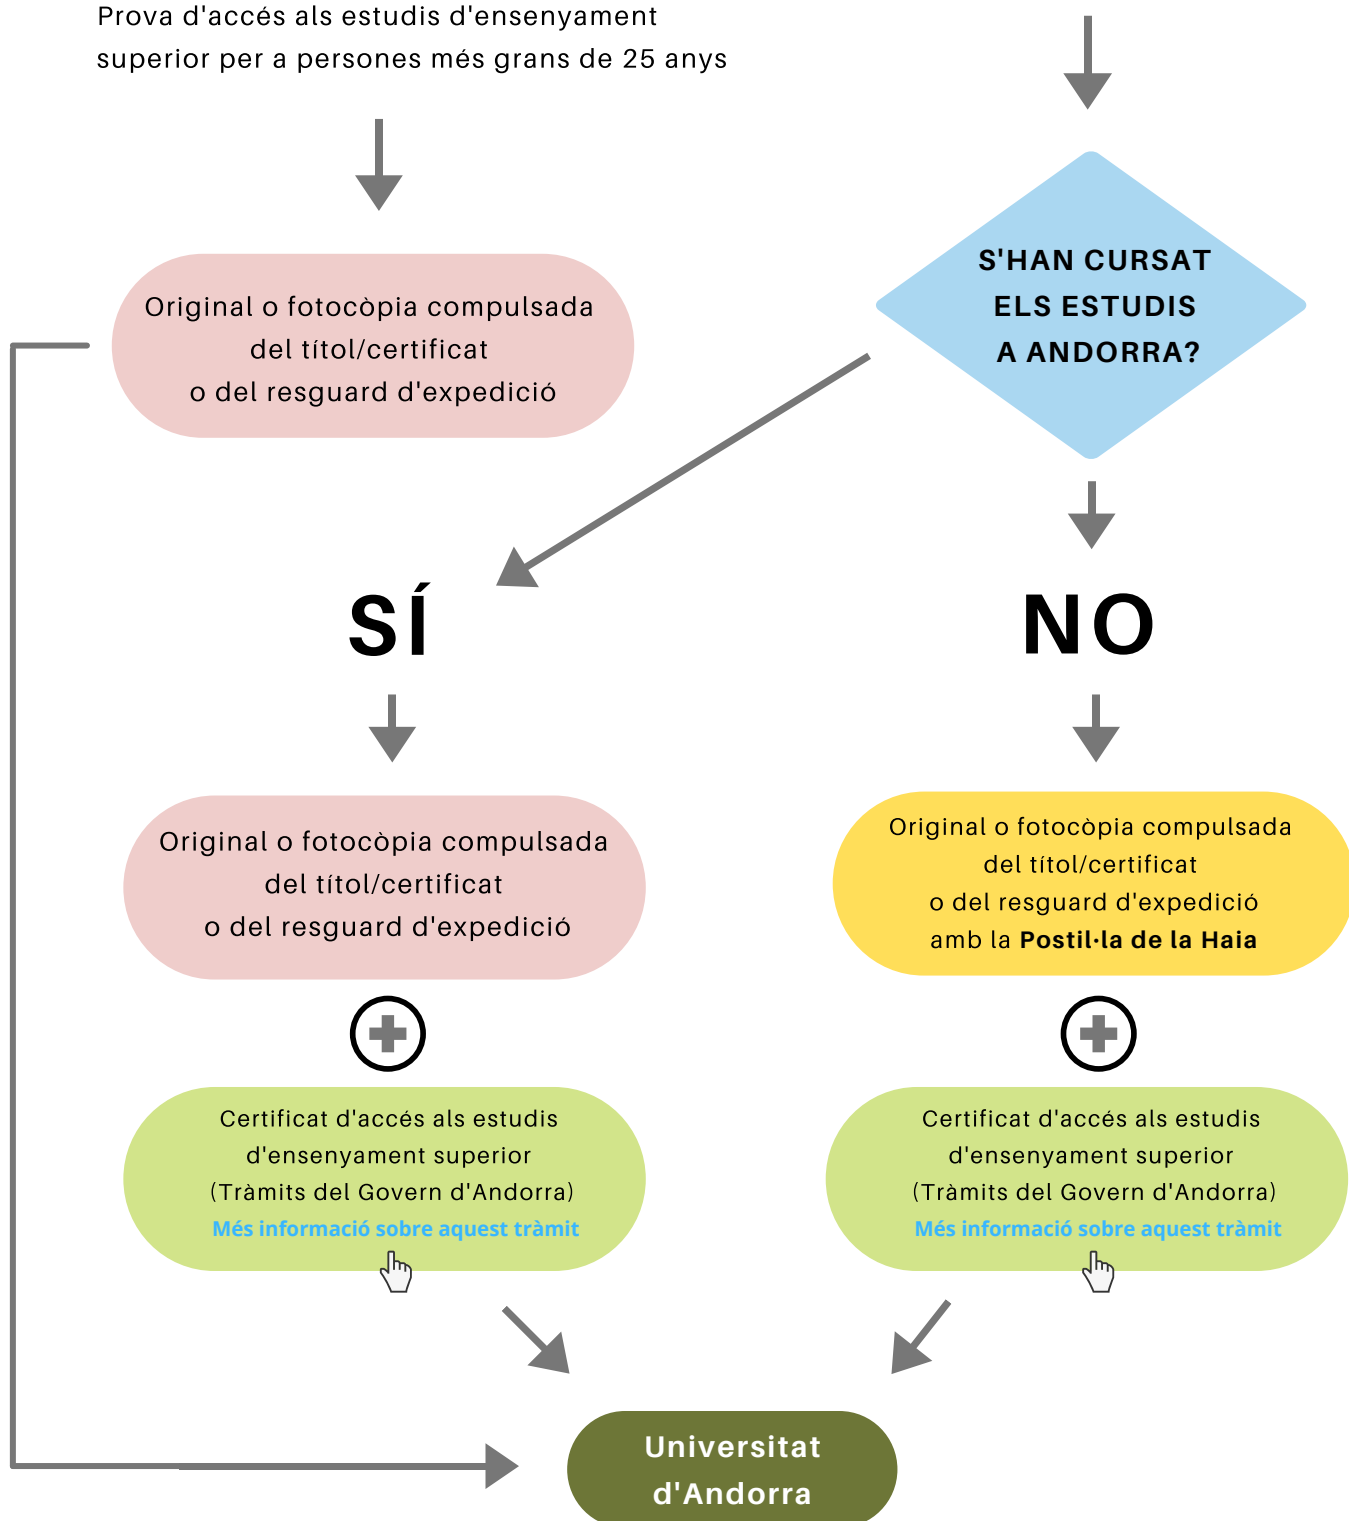 Prova d'accés als estudis d'ensenyament
superior per a persones més grans de 25 anys
Original o fotocòpia compulsada
del títol/certificat
o del resguard d'expedició
S'HAN CURSAT
ELS ESTUDIS
A ANDORRA?
SÍ
NO
Original o fotocòpia compulsada
del títol/certificat
o del resguard d'expedició
Original o fotocòpia compulsada
del títol/certificat
o del resguard d'expedició
amb la Postil·la de la Haia
Certificat d'accés als estudis
d'ensenyament superior
(Tràmits del Govern d'Andorra)
Més informació sobre aquest tràmit
Certificat d'accés als estudis
d'ensenyament superior
(Tràmits del Govern d'Andorra)
Més informació sobre aquest tràmit
Universitat
d'Andorra